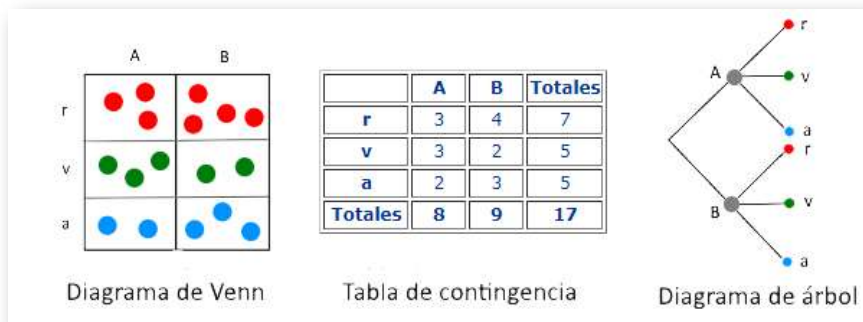 A B
r
v
a
Diagrama de Venn
A B Totales
r 3 4 7
v 3 2 5
a 2 3 5
Totales 8 9 17
Tabla de contingencia
r
A v
a
r
B v
a
Diagrama de árbol